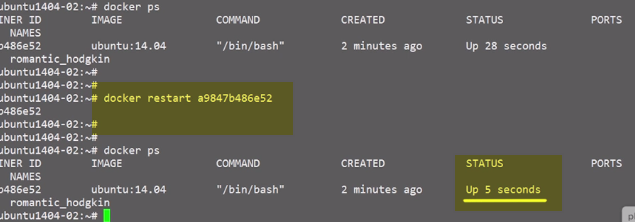 ubuntu1404-02:~# docker ps
INER ID IMAGE COMMAND CREATED STATUS PORTS
NAMES
b486e52 ubuntu:14.04 "/bin/bash" 2 minutes ago Up 28 seconds
romantic_hodgkin
ubuntu1404-02:~#
ubuntu1404-02:~#
ubuntu1404-02:~# docker restart a9847b486e52
b486e52
ubuntu1404-02:~#
ubuntu1404-02:~#
ubuntu1404-02:~# docker ps
INER ID IMAGE COMMAND CREATED STATUS PORTS
NAMES
b486e52 ubuntu:14.04 "/bin/bash" 2 minutes ago Up 5 seconds
romantic_hodgkin
ubuntu1404-02:~#